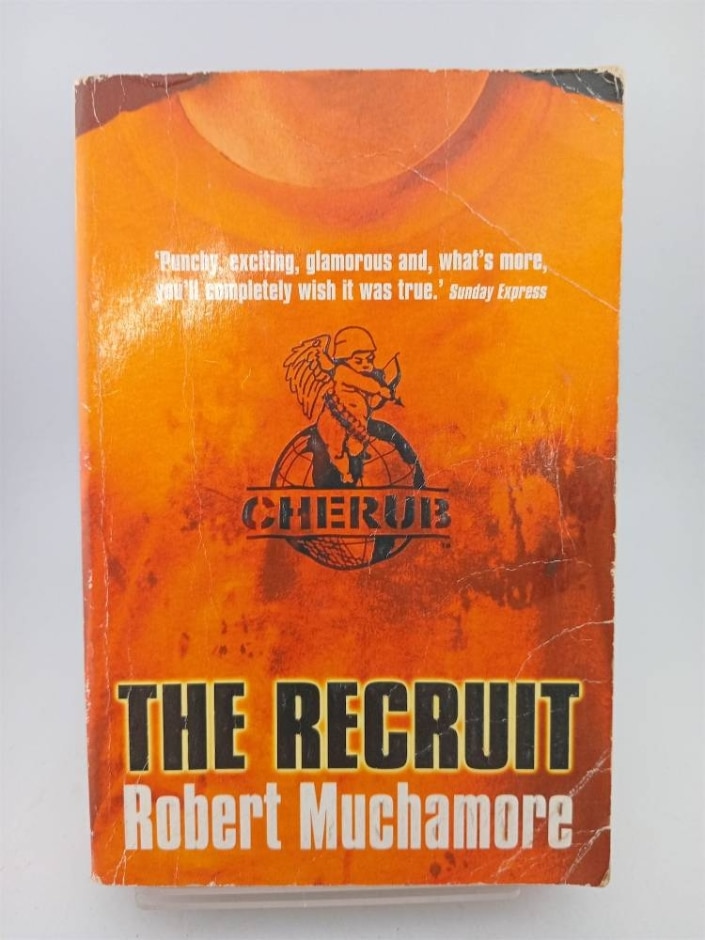 'Punchy, exciting, glamorous and, what's more,
you'll completely wish it was true.' Sunday Express
CHERUB
THE RECRUIT
Robert Muchamore